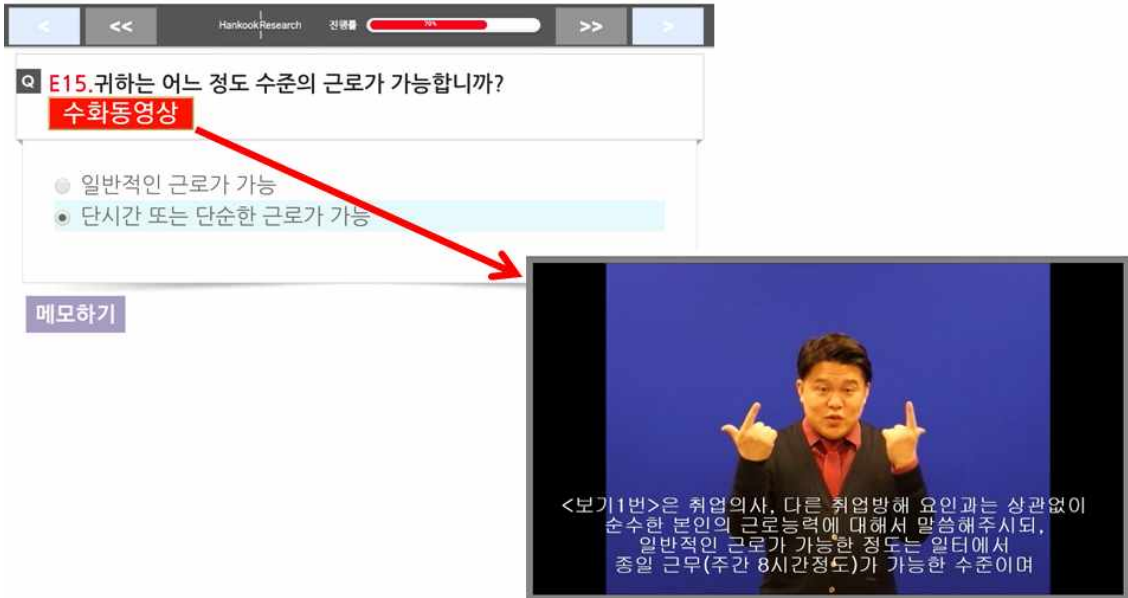 < << Hankook Research 진행률 70% >> >
Q E15.귀하는 어느 정도 수준의 근로가 가능합니까?
수화동영상
일반적인 근로가 가능
단시간 또는 단순한 근로가 가능
메모하기
<보기1번>은 취업의사, 다른 취업방해 요인과는 상관없이
순수한 본인의 근로능력에 대해서 말씀해주시되,
일반적인 근로가 가능한 정도는 일터에서
종일 근무(주간 8시간정도)가 가능한 수준이며